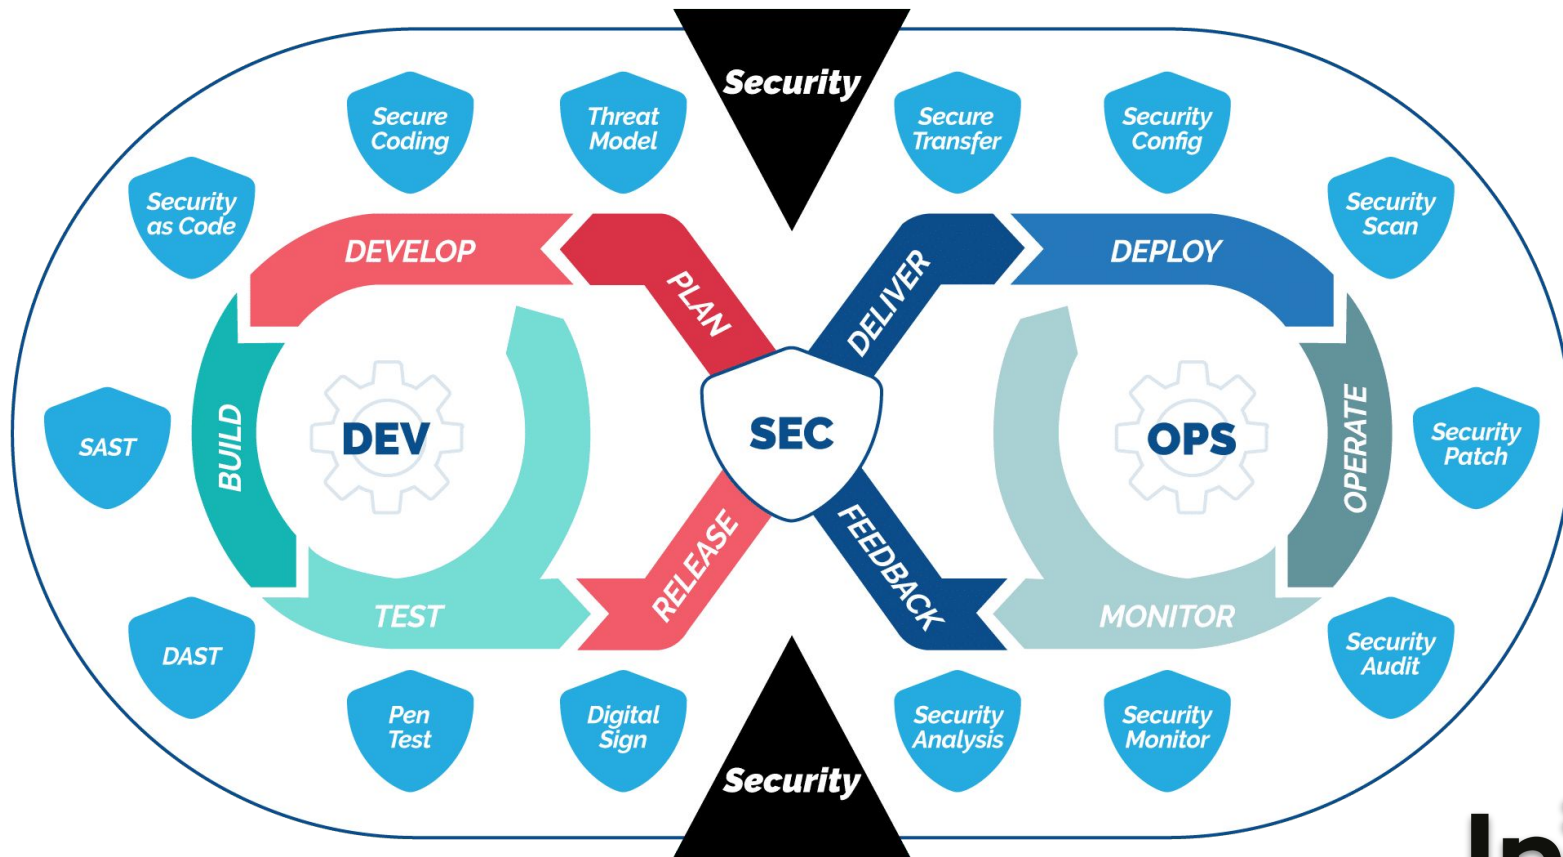 Security
Secure
Coding
Threat
Model
Secure
Transfer
Security
Config
Security
as Code
Security
Scan
DEVELOP
PLAN
DELIVER
DEPLOY
SAST
BUILD
DEV
SEC
OPS
OPERATE
Security
Patch
TEST
RELEASE
FEEDBACK
MONITOR
DAST
Security
Audit
Pen
Test
Digital
Sign
Security
Analysis
Security
Monitor
Security